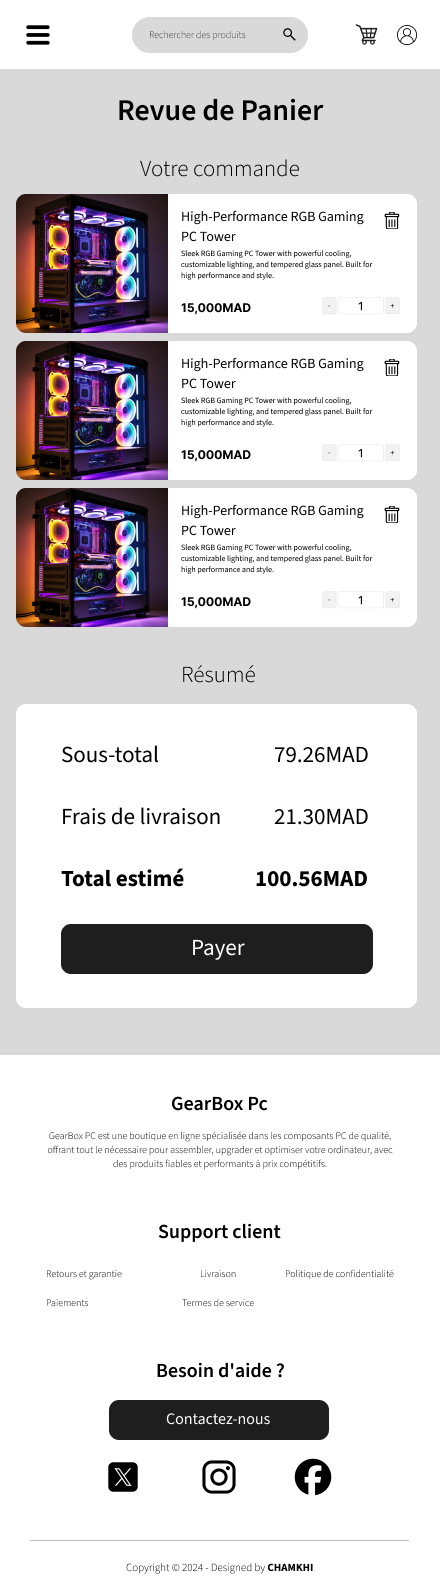 Rechercher des produits
Revue de Panier
Votre commande
High-Performance RGB Gaming
PC Tower
Sleek RGB Gaming PC Tower with powerful cooling,
customizable lighting, and tempered glass panel. Built for
high performance and style.
15,000MAD
- 1 +
High-Performance RGB Gaming
PC Tower
Sleek RGB Gaming PC Tower with powerful cooling,
customizable lighting, and tempered glass panel. Built for
high performance and style.
15,000MAD
- 1 +
High-Performance RGB Gaming
PC Tower
Sleek RGB Gaming PC Tower with powerful cooling,
customizable lighting, and tempered glass panel. Built for
high performance and style.
15,000MAD
- 1 +
Résumé
Sous-total 79.26MAD
Frais de livraison 21.30MAD
Total estimé 100.56MAD
Payer
GearBox Pc
GearBox PC est une boutique en ligne spécialisée dans les composants PC de qualité,
offrant tout le nécessaire pour assembler, upgrader et optimiser votre ordinateur, avec
des produits fiables et performants à prix compétitifs.
Support client
Retours et garantie Livraison Politique de confidentialité
Paiements Termes de service
Besoin d'aide ?
Contactez-nous
Copyright © 2024 - Designed by CHAMKHI